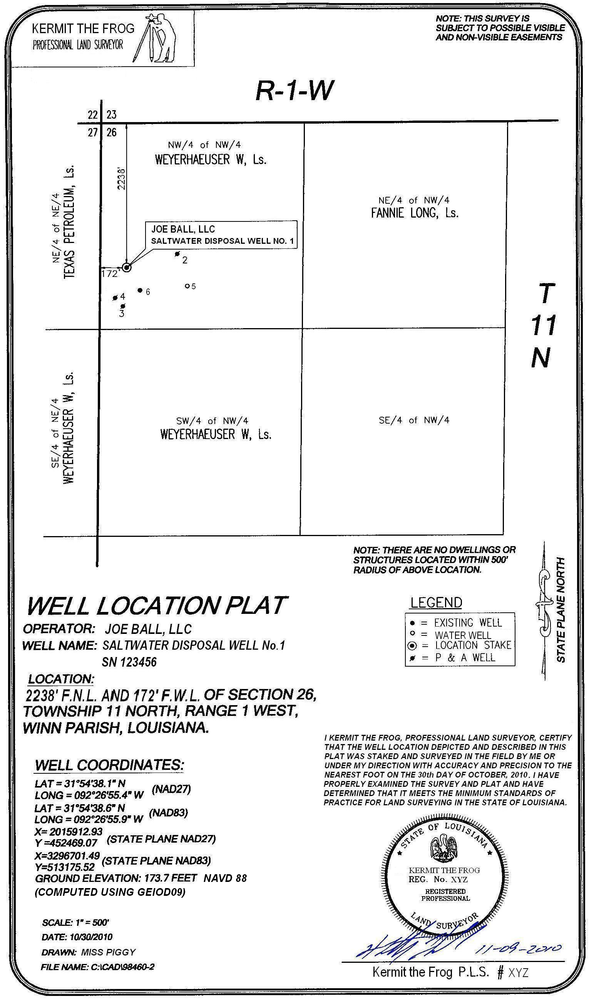 KERMIT THE FROG
PROFESSIONAL LAND SURVEYOR
NOTE: THIS SURVEY IS
SUBJECT TO POSSIBLE VISIBLE
AND NON-VISIBLE EASEMENTS
R-1-W
22 23
27 26
NW/4 of NW/4
WEYERHAEUSER W, Ls.
2238'
NE/4 of NE/4
TEXAS PETROLEUM, Ls.
NE/4 of NW/4
FANNIE LONG, Ls.
JOE BALL, LLC
SALTWATER DISPOSAL WELL NO. 1
2
172'
5
6
4
3
T
11
N
SE/4 of NE/4
WEYERHAEUSER W, Ls.
SW/4 of NW/4
WEYERHAEUSER W, Ls.
SE/4 of NW/4
NOTE: THERE ARE NO DWELLINGS OR
STRUCTURES LOCATED WITHIN 500'
RADIUS OF ABOVE LOCATION.
STATE PLANE NORTH
WELL LOCATION PLAT
OPERATOR: JOE BALL, LLC
WELL NAME: SALTWATER DISPOSAL WELL No.1
SN 123456
LEGEND
= EXISTING WELL
= WATER WELL
= LOCATION STAKE
= P & A WELL
LOCATION:
2238' F.N.L. AND 172' F.W.L. OF SECTION 26,
TOWNSHIP 11 NORTH, RANGE 1 WEST,
WINN PARISH, LOUISIANA.
WELL COORDINATES:
LAT = 31°54'38.1" N
LONG = 092°26'55.4" W (NAD27)
LAT = 31°54'38.6" N
LONG = 092°26'55.9" W (NAD83)
X= 2015912.93
Y =452469.07 (STATE PLANE NAD27)
X=3296701.49
Y=513175.52 (STATE PLANE NAD83)
GROUND ELEVATION: 173.7 FEET NAVD 88
(COMPUTED USING GEIOD09)
SCALE: 1" = 500'
DATE: 10/30/2010
DRAWN: MISS PIGGY
FILE NAME: C:\CAD\98460-2
I KERMIT THE FROG, PROFESSIONAL LAND SURVEYOR, CERTIFY
THAT THE WELL LOCATION DEPICTED AND DESCRIBED IN THIS
PLAT WAS STAKED AND SURVEYED IN THE FIELD BY ME OR
UNDER MY DIRECTION WITH ACCURACY AND PRECISION TO THE
NEAREST FOOT ON THE 30th DAY OF OCTOBER, 2010. I HAVE
PROPERLY EXAMINED THE SURVEY AND PLAT AND HAVE
DETERMINED THAT IT MEETS THE MINIMUM STANDARDS OF
PRACTICE FOR LAND SURVEYING IN THE STATE OF LOUISIANA.
STATE OF LOUISIANA
KERMIT THE FROG
REG. No. XYZ
REGISTERED
PROFESSIONAL
LAND SURVEYOR
11-09-2010
Kermit the Frog P.L.S. # XYZ